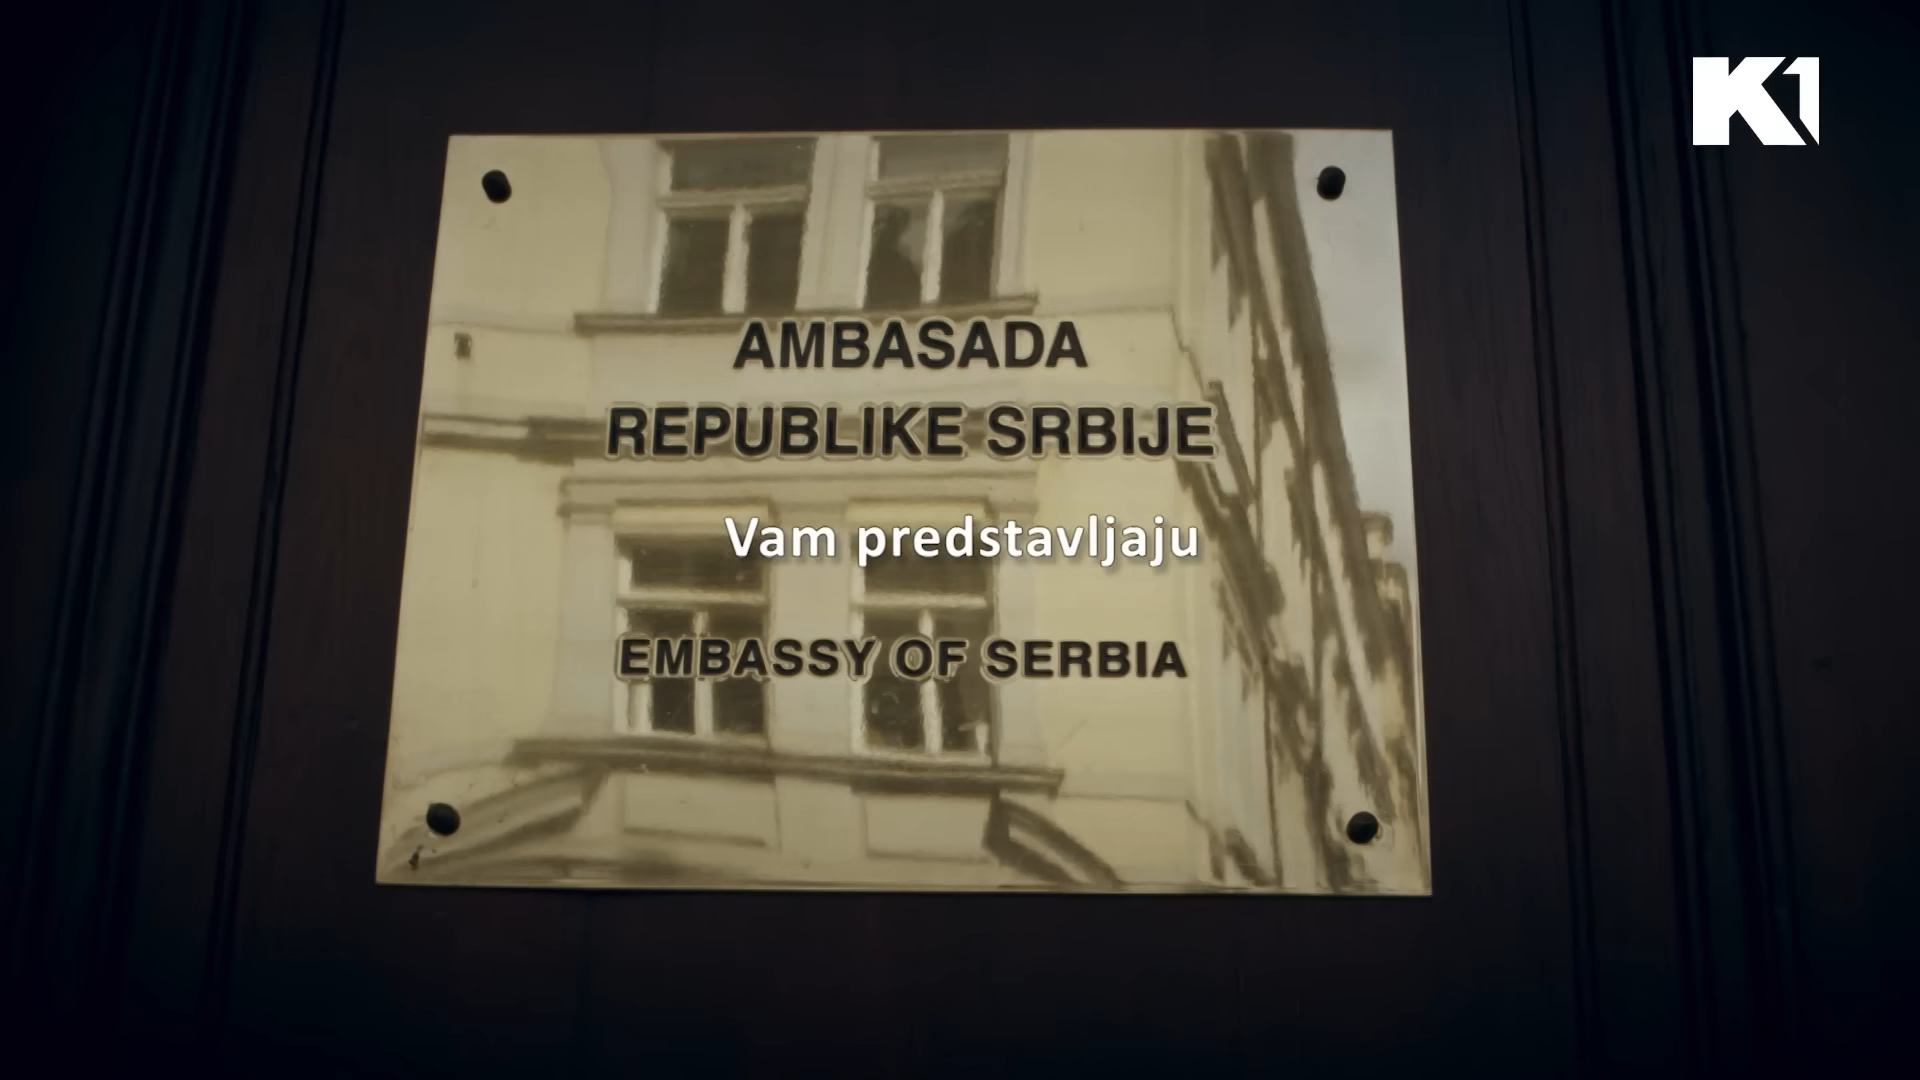 K1
AMBASADA
REPUBLIKE SRBIJE
Vam predstavljaju
EMBASSY OF SERBIA